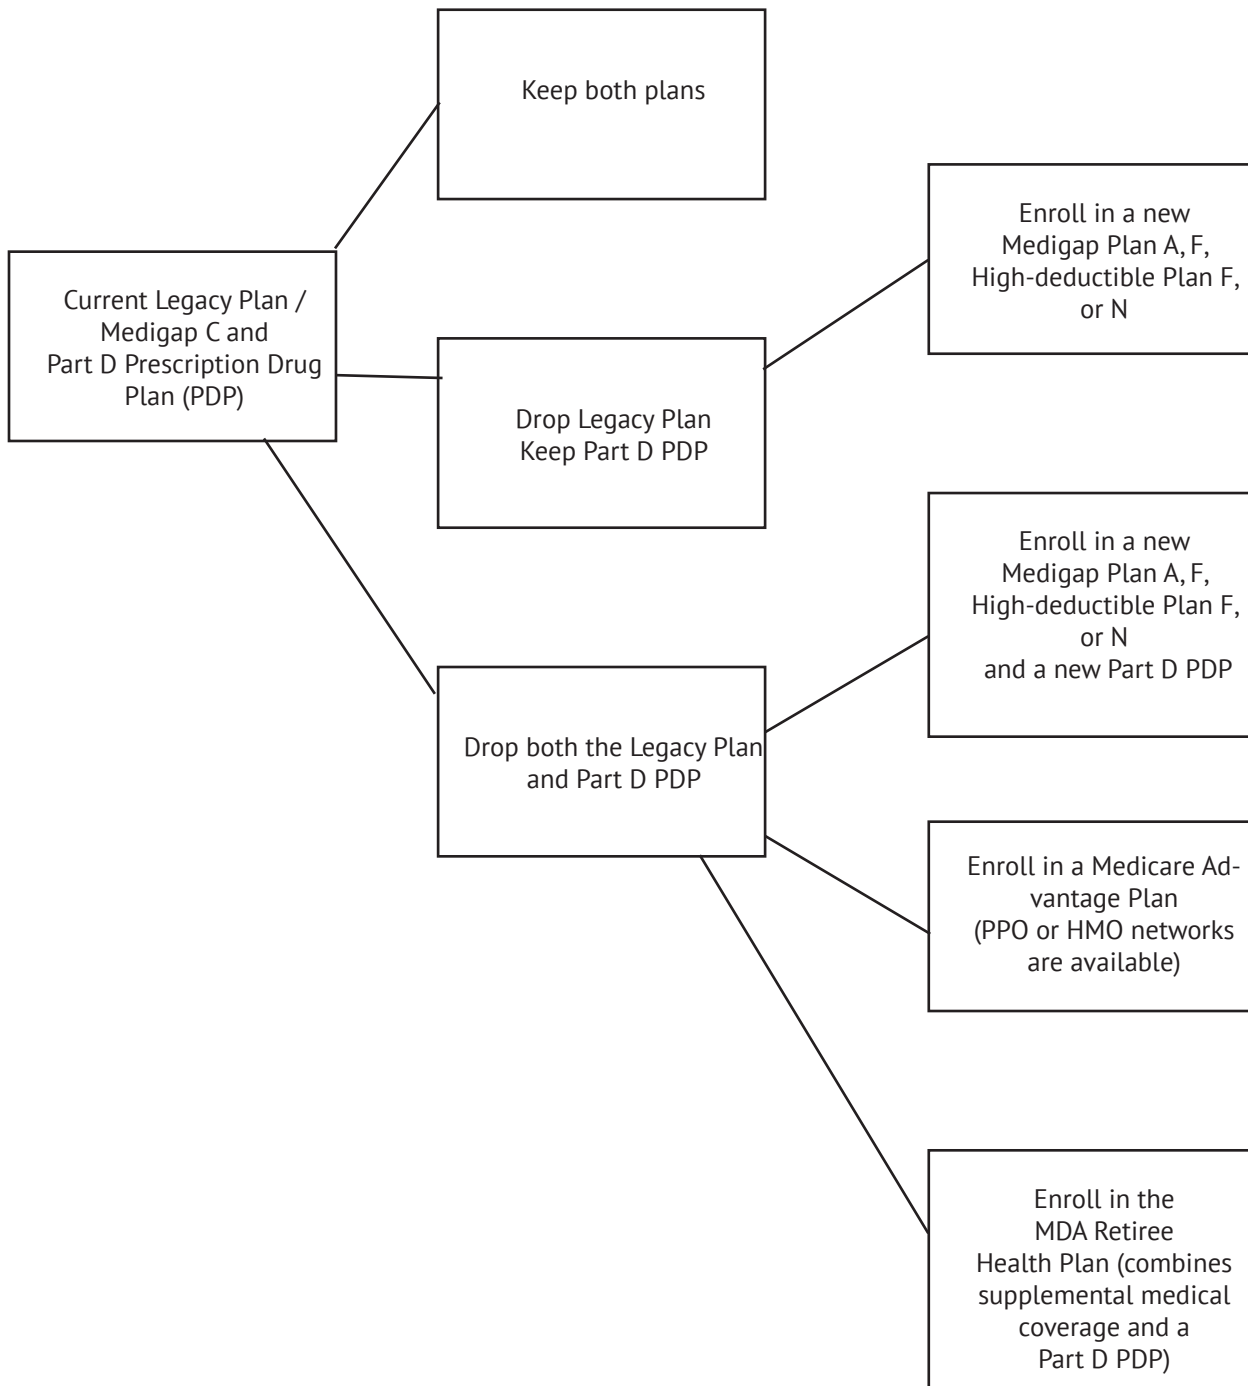 Keep both plans
Enroll in a new
Medigap Plan A, F,
High-deductible Plan F,
or N
Current Legacy Plan /
Medigap C and
Part D Prescription Drug
Plan (PDP)
Drop Legacy Plan
Keep Part D PDP
Enroll in a new
Medigap Plan A, F,
High-deductible Plan F,
or N
and a new Part D PDP
Drop both the Legacy Plan
and Part D PDP
Enroll in a Medicare Ad-
vantage Plan
(PPO or HMO networks
are available)
Enroll in the
MDA Retiree
Health Plan (combines
supplemental medical
coverage and a
Part D PDP)